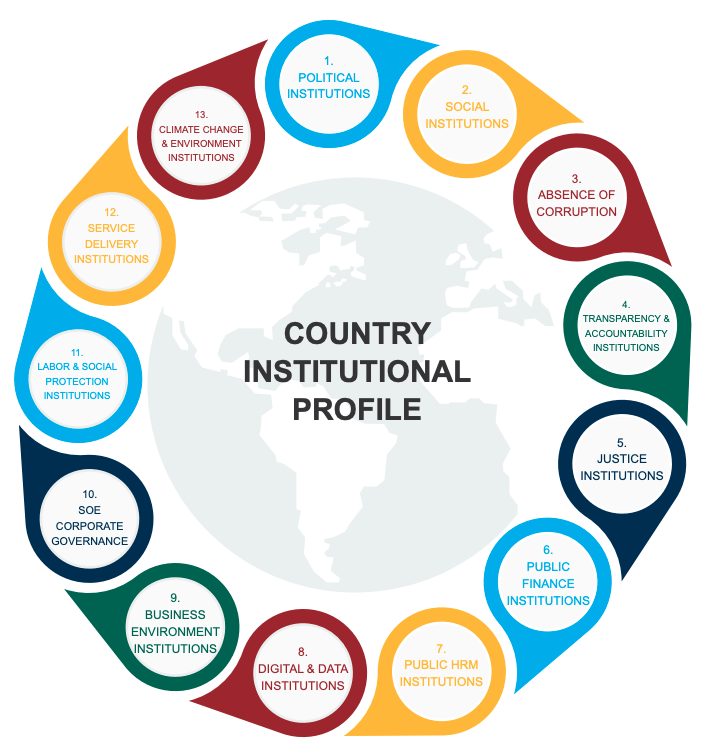 COUNTRY
INSTITUTIONAL
PROFILE
1.
POLITICAL
INSTITUTIONS
2.
SOCIAL
INSTITUTIONS
3.
ABSENCE OF
CORRUPTION
4.
TRANSPARENCY &
ACCOUNTABILITY
INSTITUTIONS
5.
JUSTICE
INSTITUTIONS
6.
PUBLIC
FINANCE
INSTITUTIONS
7.
PUBLIC HRM
INSTITUTIONS
8.
DIGITAL & DATA
INSTITUTIONS
9.
BUSINESS
ENVIRONMENT
INSTITUTIONS
10.
SOE
CORPORATE
GOVERNANCE
11.
LABOR & SOCIAL
PROTECTION
INSTITUTIONS
12.
SERVICE
DELIVERY
INSTITUTIONS
13.
CLIMATE CHANGE
& ENVIRONMENT
INSTITUTIONS